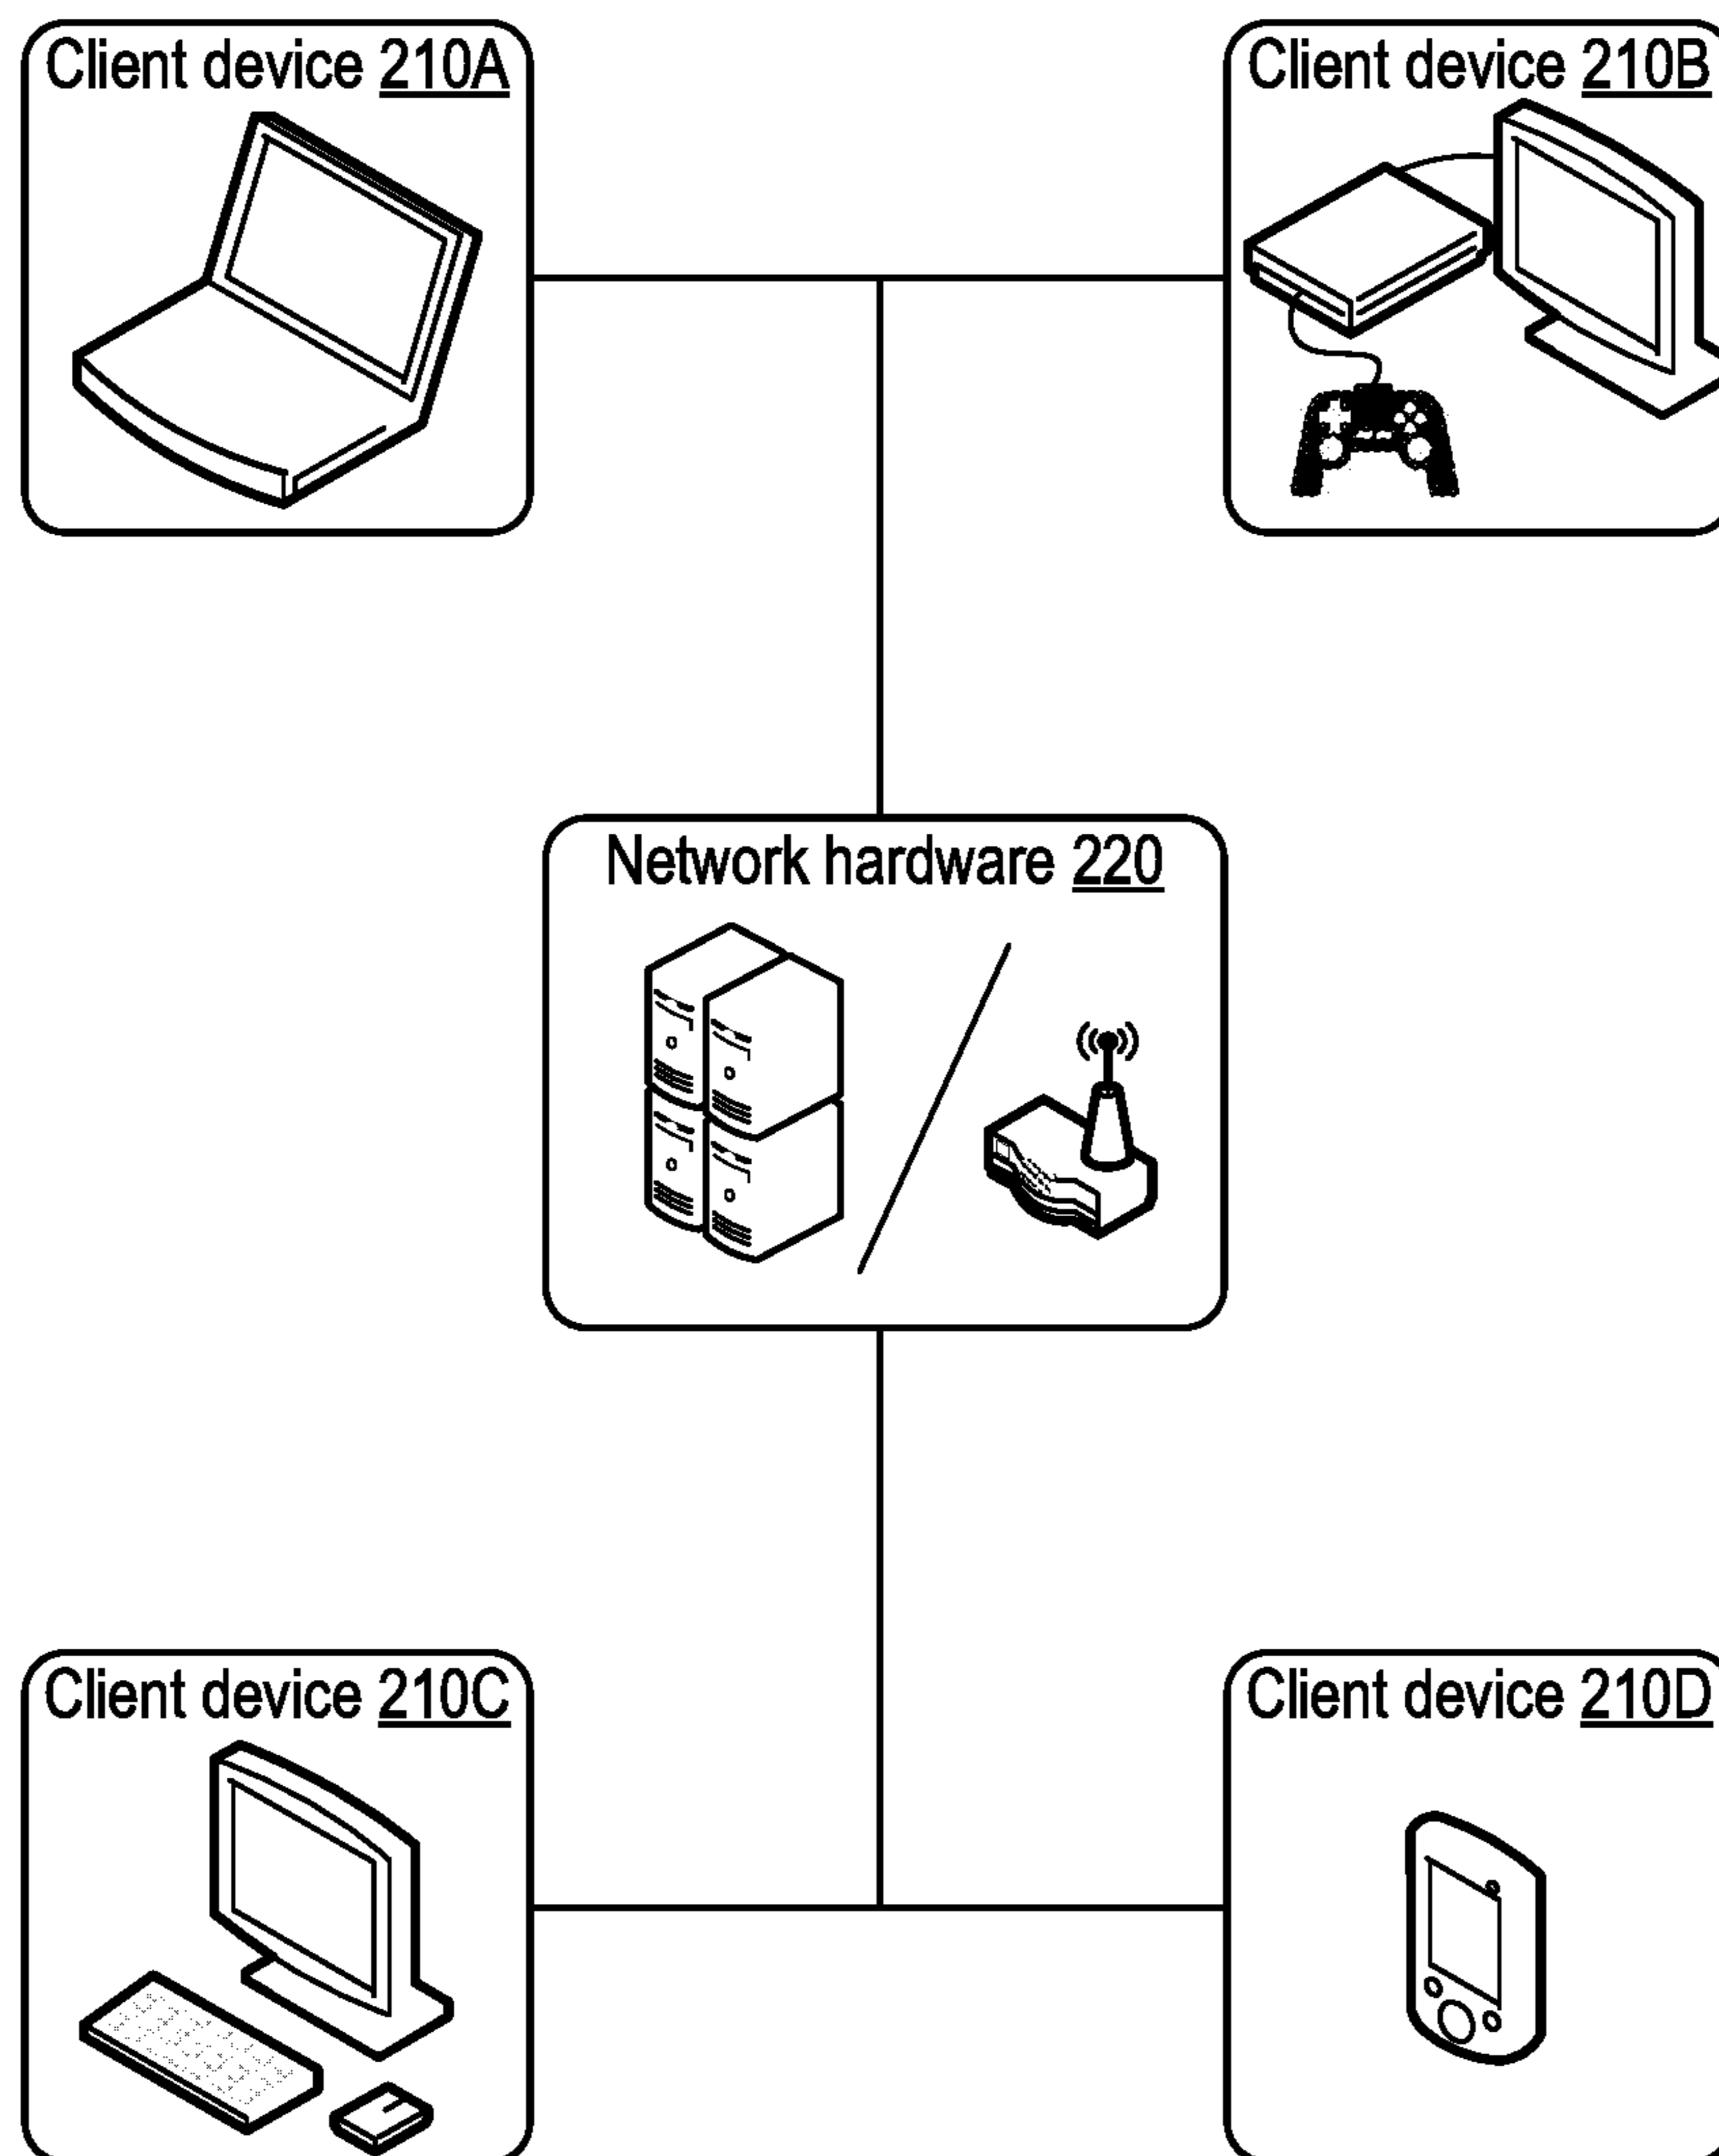 Client device 210A
Client device 210B
Network hardware 220
Client device 210C
Client device 210D